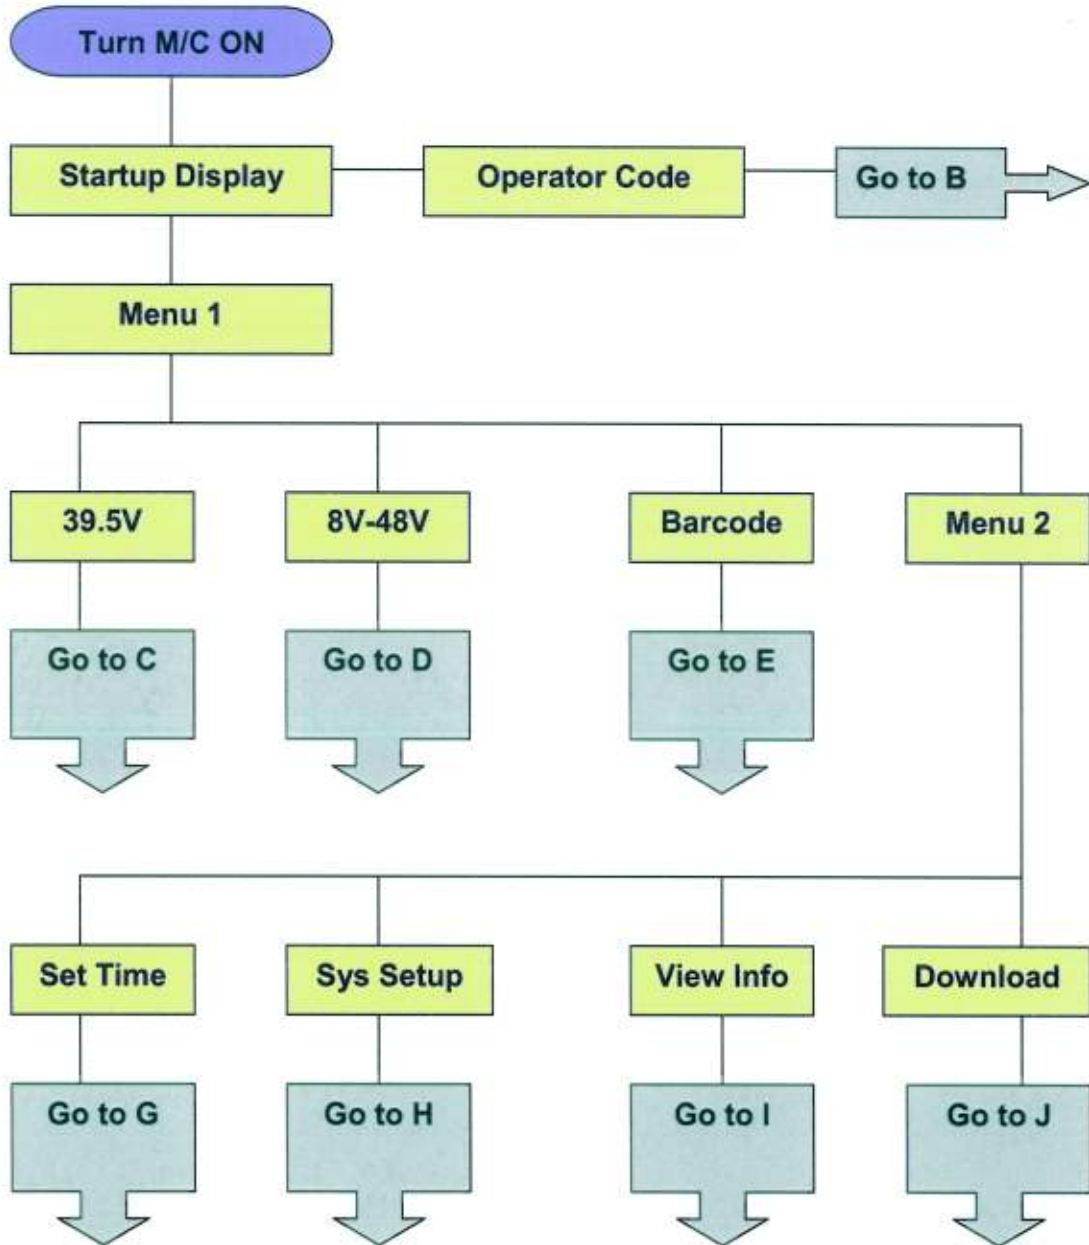 Turn M/C ON
Startup Display
Operator Code
Go to B
Menu 1
39.5V
8V-48V
Barcode
Menu 2
Go to C
Go to D
Go to E
Set Time
Sys Setup
View Info
Download
Go to G
Go to H
Go to I
Go to J